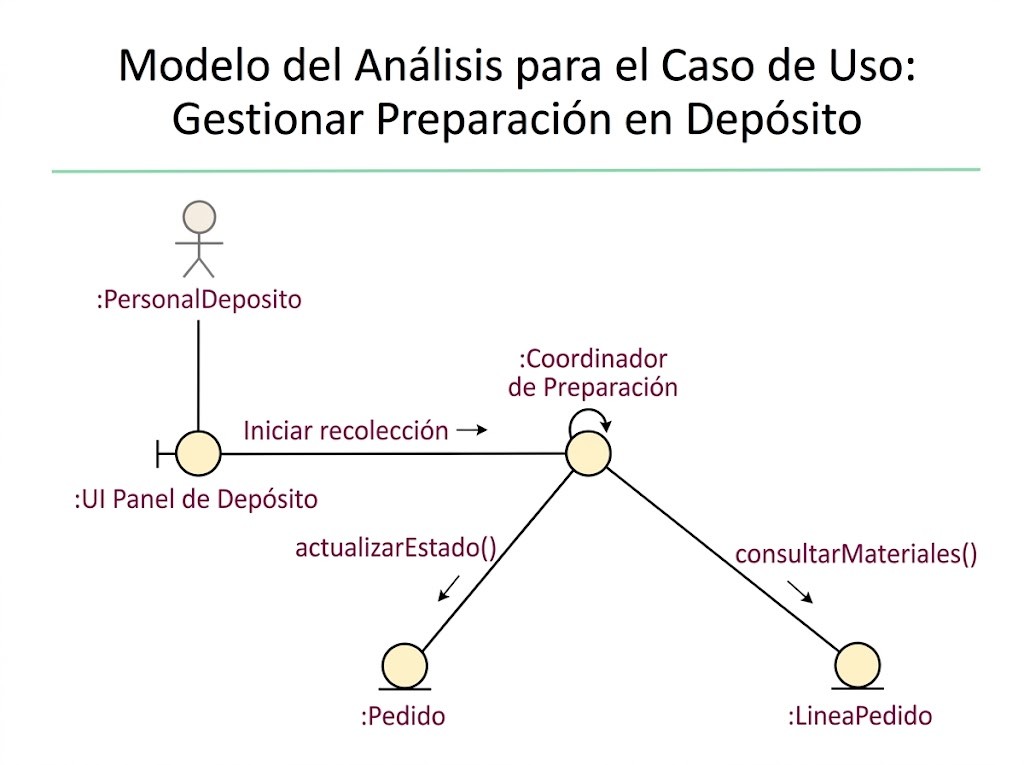 Modelo del Análisis para el Caso de Uso:
Gestionar Preparación en Depósito
:PersonalDeposito
:Coordinador
de Preparación
Iniciar recolección
:UI Panel de Depósito
actualizarEstado()
consultarMateriales()
:Pedido
:LineaPedido